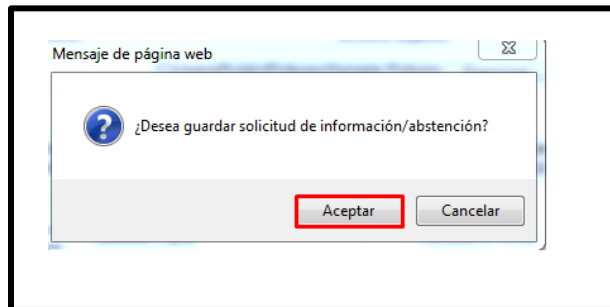 Mensaje de página web
¿Desea guardar solicitud de información/abstención?
Aceptar
Cancelar